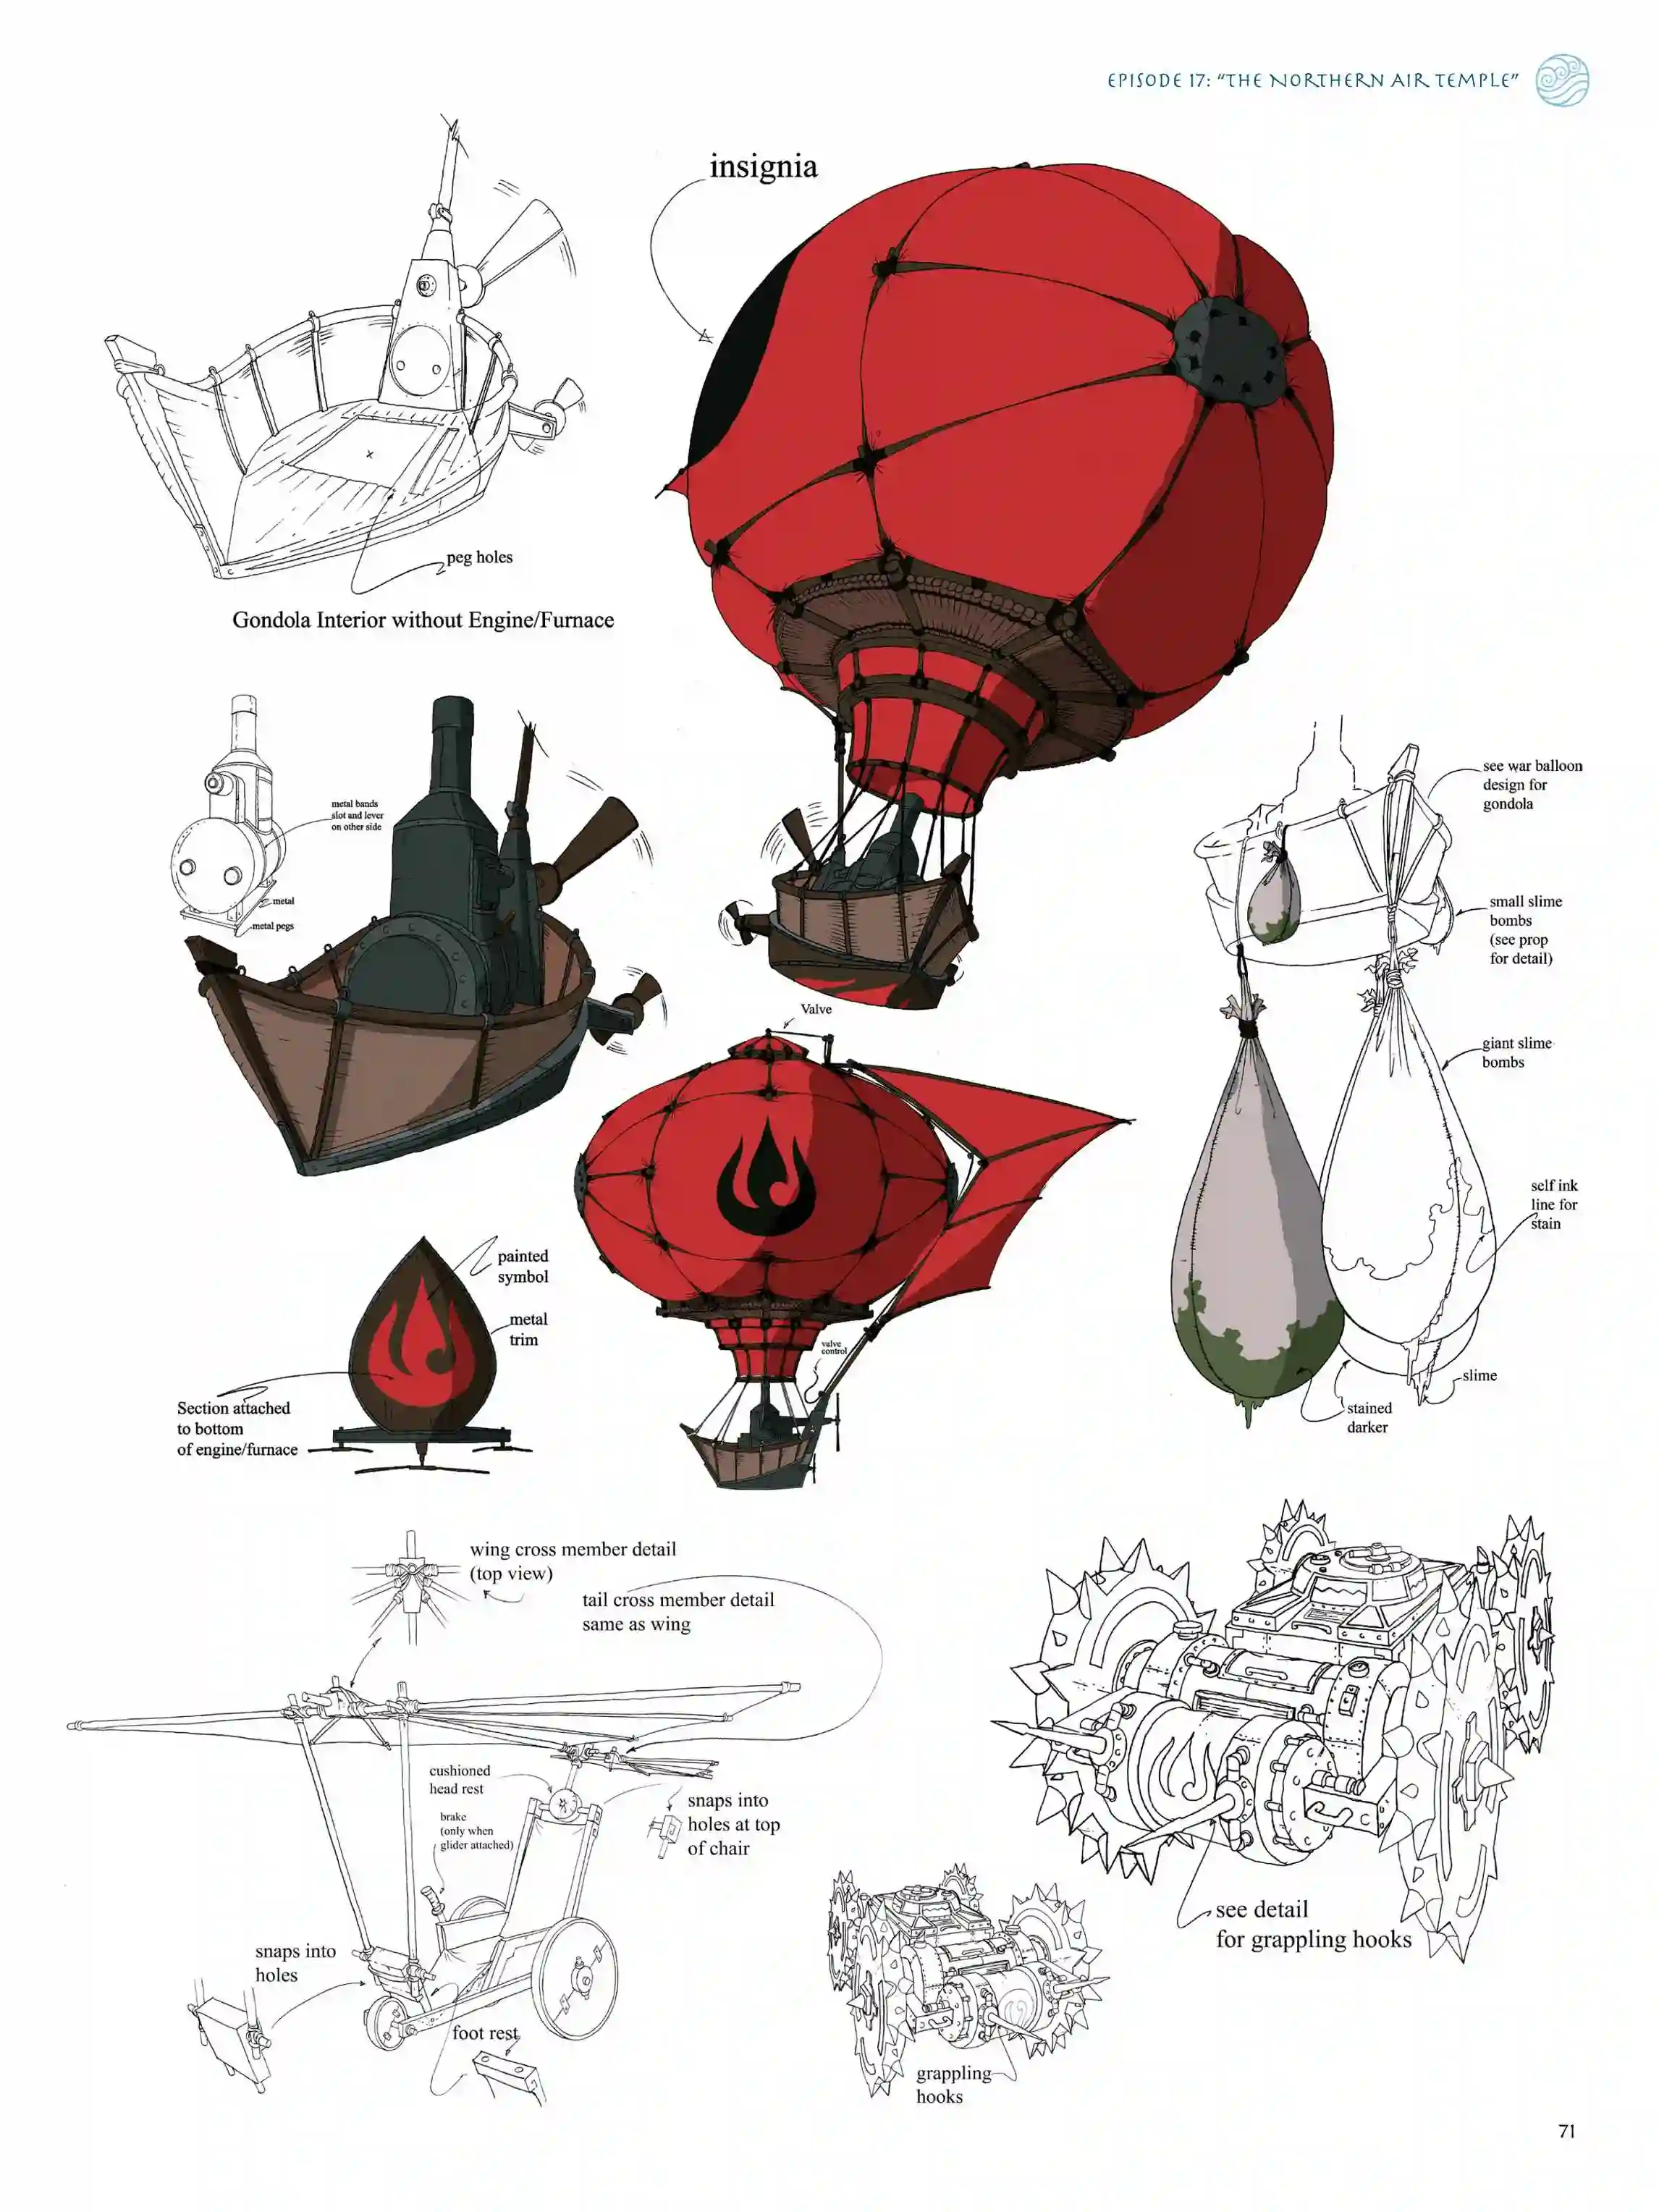 EPISODE 17: "THE NORTHERN AIR TEMPLE"
insignia
peg holes
Gondola Interior without Engine/Furnace
metal bands
slot and lever
on other side
metal
metal pegs
see war balloon
design for
gondola
small slime
bombs
(see prop
for detail)
Valve
giant slime
bombs
self ink
line for
stain
painted
symbol
metal
trim
valve
control
slime
Section attached
to bottom
of engine/furnace
stained
darker
wing cross member detail
(top view)
tail cross member detail
same as wing
cushioned
head rest
brake
(only when
glider attached)
snaps into
holes at top
of chair
see detail
for grappling hooks
snaps into
holes
foot rest
grappling
hooks
71